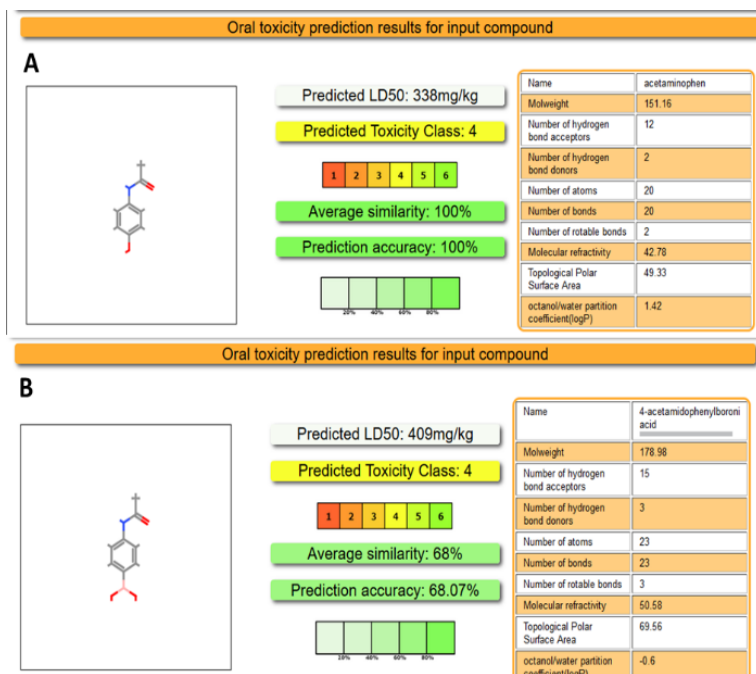 Oral toxicity prediction results for input compound
A
Predicted LD50: 338mg/kg
Predicted Toxicity Class: 4
1 2 3 4 5 6
Average similarity: 100%
Prediction accuracy: 100%
20% 40% 60% 80%
Name acetaminophen
Molweight 151.16
Number of hydrogen
bond acceptors 12
Number of hydrogen
bond donors 2
Number of atoms 20
Number of bonds 20
Number of rotable bonds 2
Molecular refractivity 42.78
Topological Polar
Surface Area 49.33
octanol/water partition
coefficient(logP) 1.42
Oral toxicity prediction results for input compound
B
Predicted LD50: 409mg/kg
Predicted Toxicity Class: 4
1 2 3 4 5 6
Average similarity: 68%
Prediction accuracy: 68.07%
20% 40% 60% 80%
Name 4-acetamidophenylboroni
acid
Molweight 178.98
Number of hydrogen
bond acceptors 15
Number of hydrogen
bond donors 3
Number of atoms 23
Number of bonds 23
Number of rotable bonds 3
Molecular refractivity 50.58
Topological Polar
Surface Area 69.56
octanol/water partition -0.6
coefficient(logP)